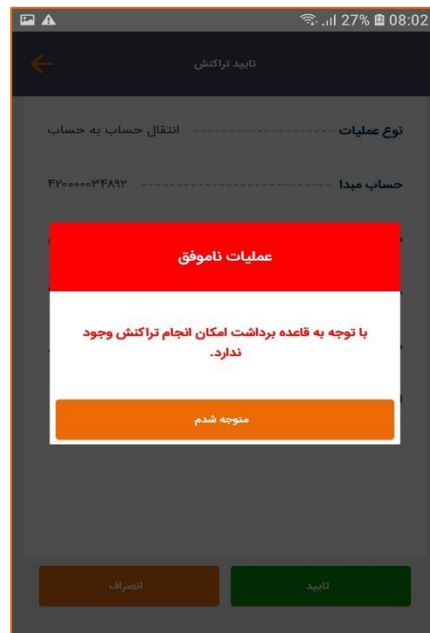 27% 08:02
تایید تراکنش
نوع عملیات ------------------- انتقال حساب به حساب
حساب مبدا ------------------- ۴۲۰۰۰۰۰۳۴۸۹۲
عملیات ناموفق
با توجه به قاعده برداشت امکان انجام تراکنش وجود
ندارد.
متوجه شدم
تایید
انصراف